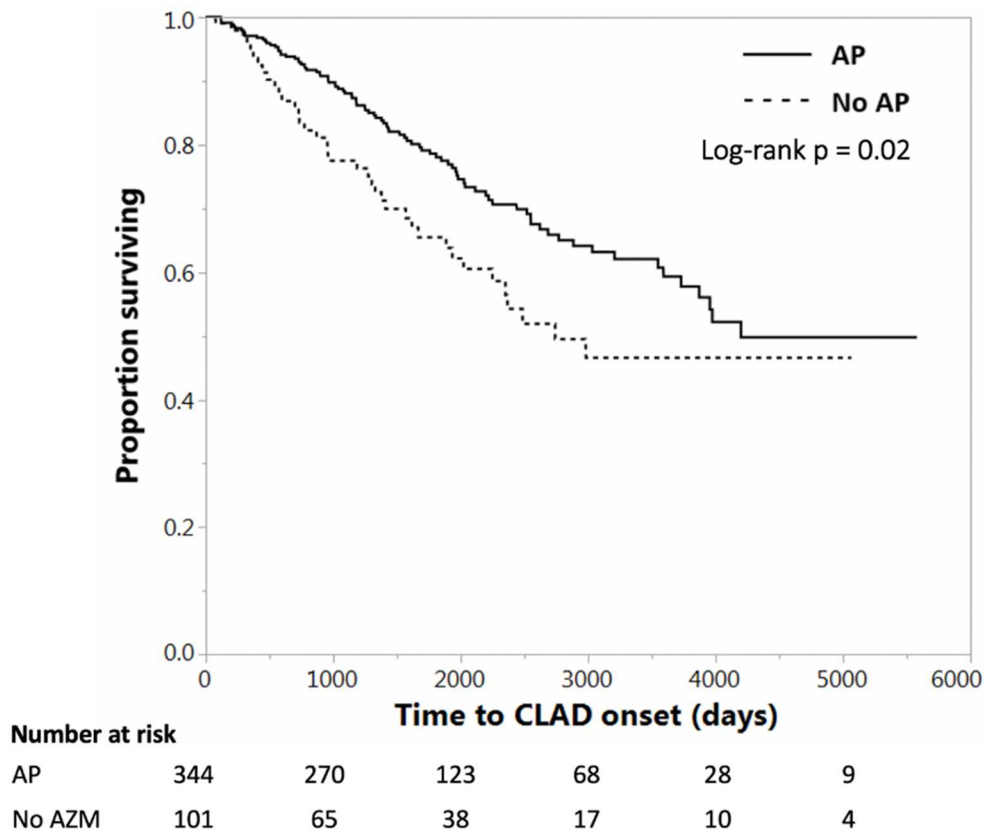 1.0
0.8
0.6
0.4
0.2
0.0
Proportion surviving
AP
No AP
Log-rank p = 0.02
0 1000 2000 3000 4000 5000 6000
Time to CLAD onset (days)
Number at risk
AP 344 270 123 68 28 9
No AZM 101 65 38 17 10 4